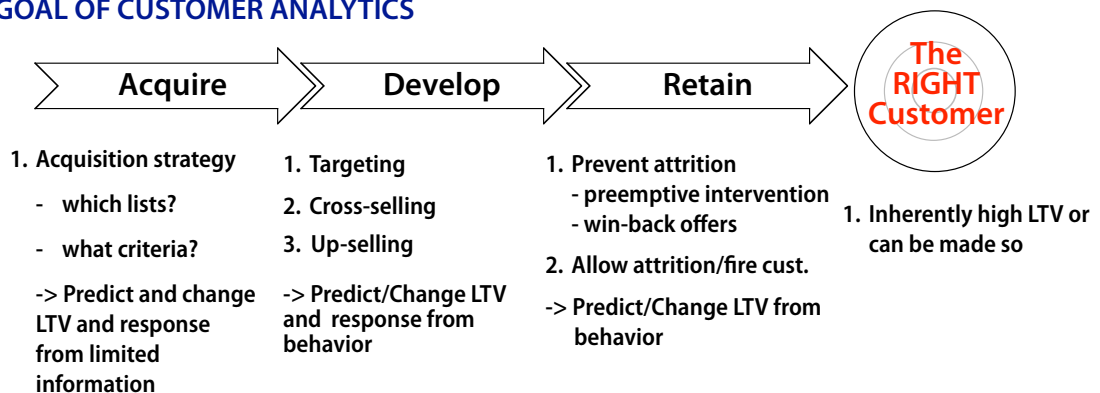 GOAL OF CUSTOMER ANALYTICS
Acquire
Develop
Retain
The
RIGHT
Customer
1. Acquisition strategy
- which lists?
- what criteria?
-> Predict and change
LTV and response
from limited
information
1. Targeting
2. Cross-selling
3. Up-selling
-> Predict/Change LTV
and response from
behavior
1. Prevent attrition
- preemptive intervention
- win-back offers
2. Allow attrition/fire cust.
-> Predict/Change LTV from
behavior
1. Inherently high LTV or
can be made so